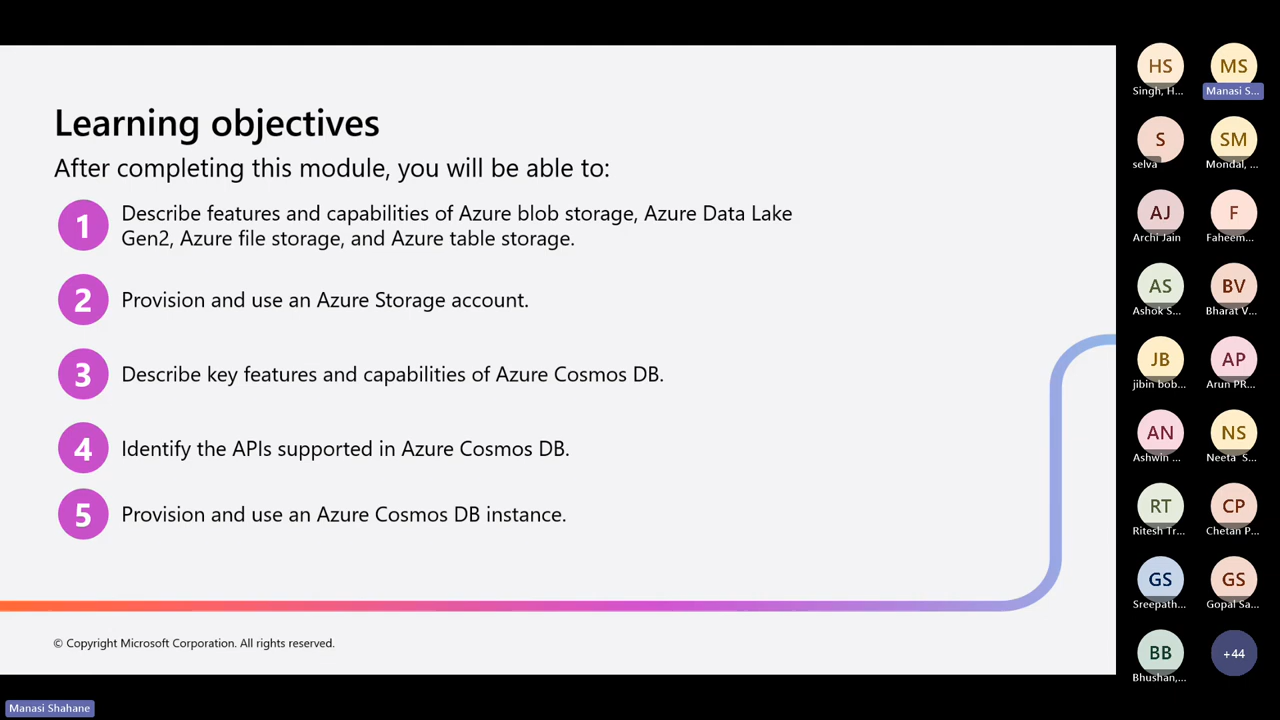 Learning objectives
After completing this module, you will be able to:
1
Describe features and capabilities of Azure blob storage, Azure Data Lake
Gen2, Azure file storage, and Azure table storage.
2
Provision and use an Azure Storage account.
3
Describe key features and capabilities of Azure Cosmos DB.
4
Identify the APIs supported in Azure Cosmos DB.
5
Provision and use an Azure Cosmos DB instance.
© Copyright Microsoft Corporation. All rights reserved.
Manasi Shahane
HS MS
Singh, H... Manasi S...
S SM
selva Mondal, ...
AJ F
Archi Jain Faheem...
AS BV
Ashok S... Bharat V...
JB AP
jibin bob... Arun PR...
AN NS
Ashwin ... Neeta S...
RT CP
Ritesh Tr... Chetan P...
GS GS
Sreepath... Gopal Sa...
BB +44
Bhushan,...